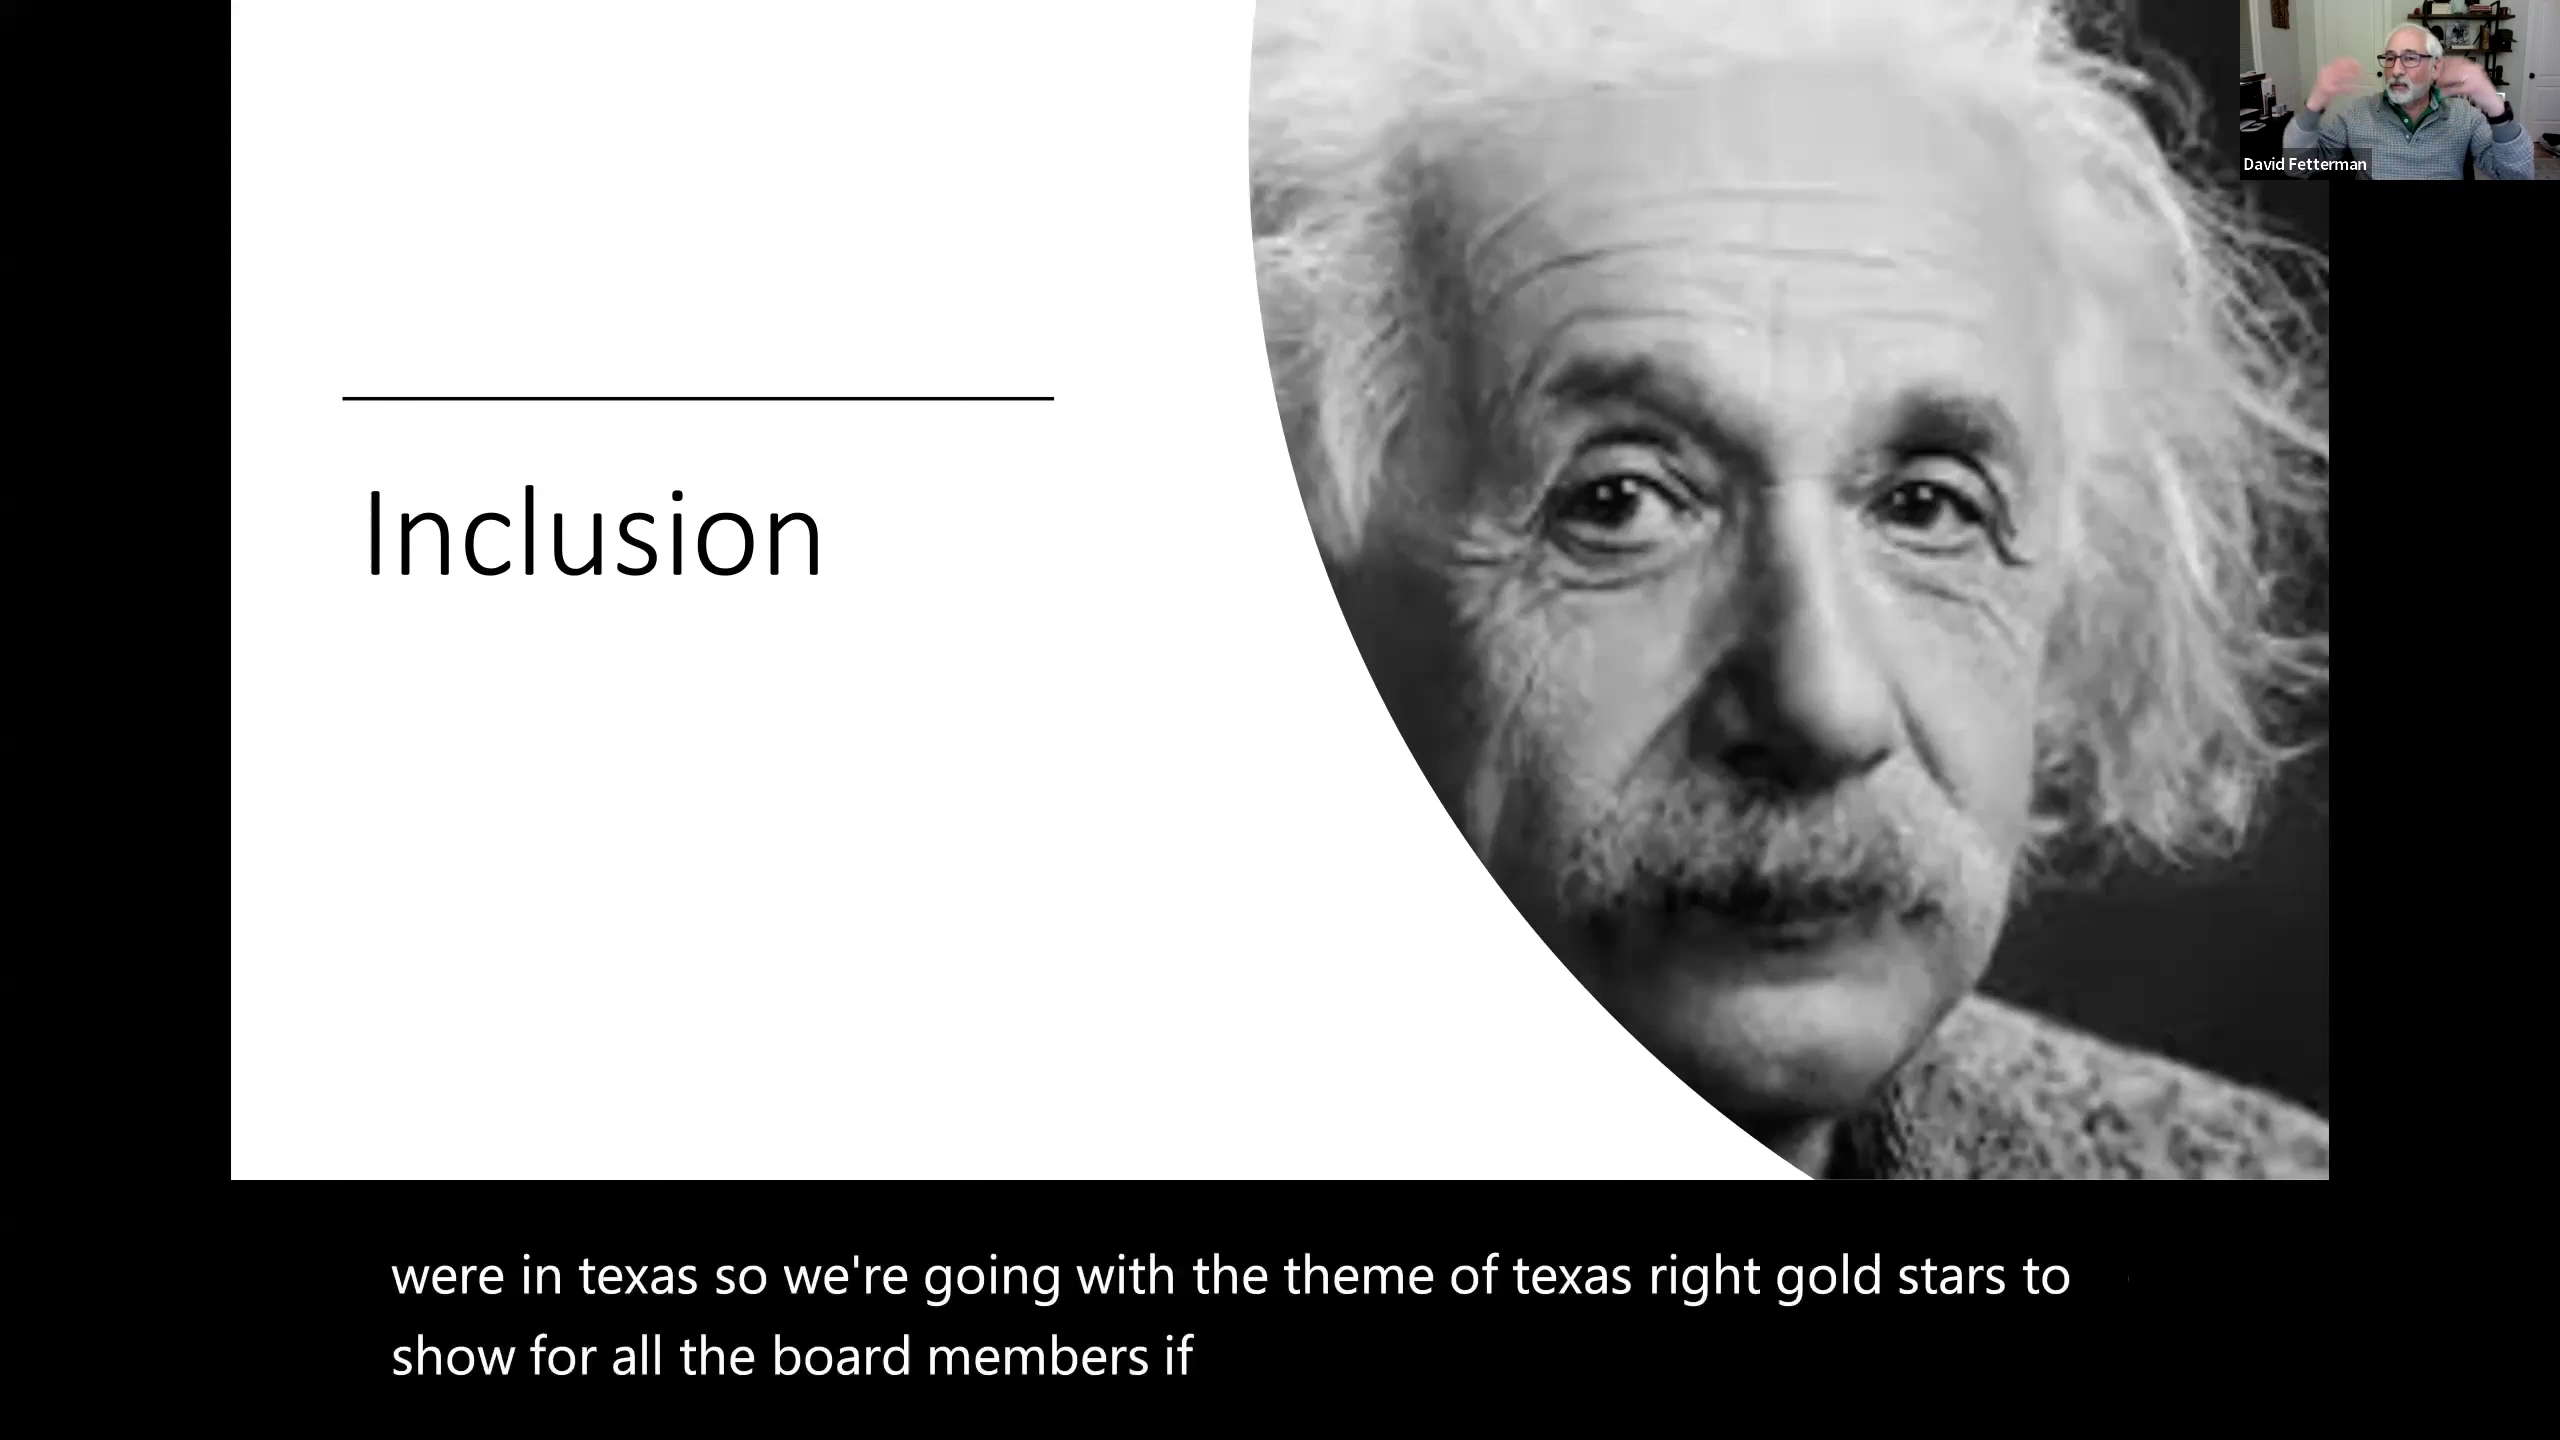 David Fetterman
Inclusion
were in texas so we're going with the theme of texas right gold stars to
show for all the board members if